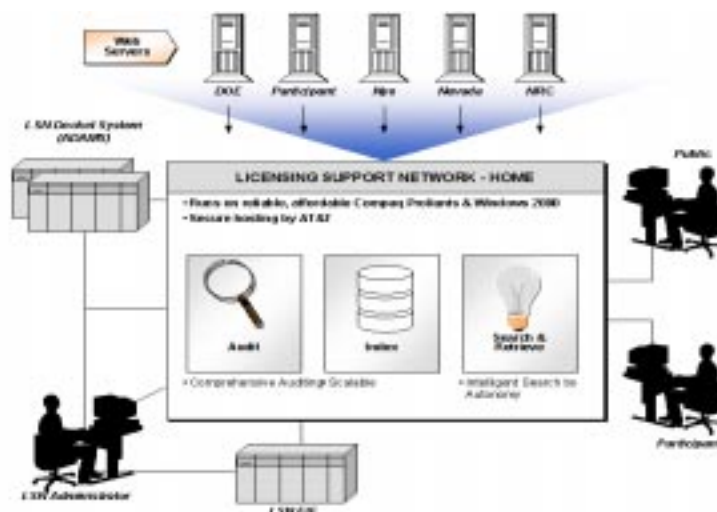 Web
Servers
DOE
Participant
Nye
Nevada
NRC
LSN Docket System
(ADAMS)
Public
LICENSING SUPPORT NETWORK - HOME
• Runs on reliable, affordable Compaq Proliants & Windows 2000
• Secure hosting by AT&T
Audit
Index
Search &
Retrieve
• Comprehensive Auditing
• Scalable
• Intelligent Search by
Autonomy
Participant
LSN Administrator